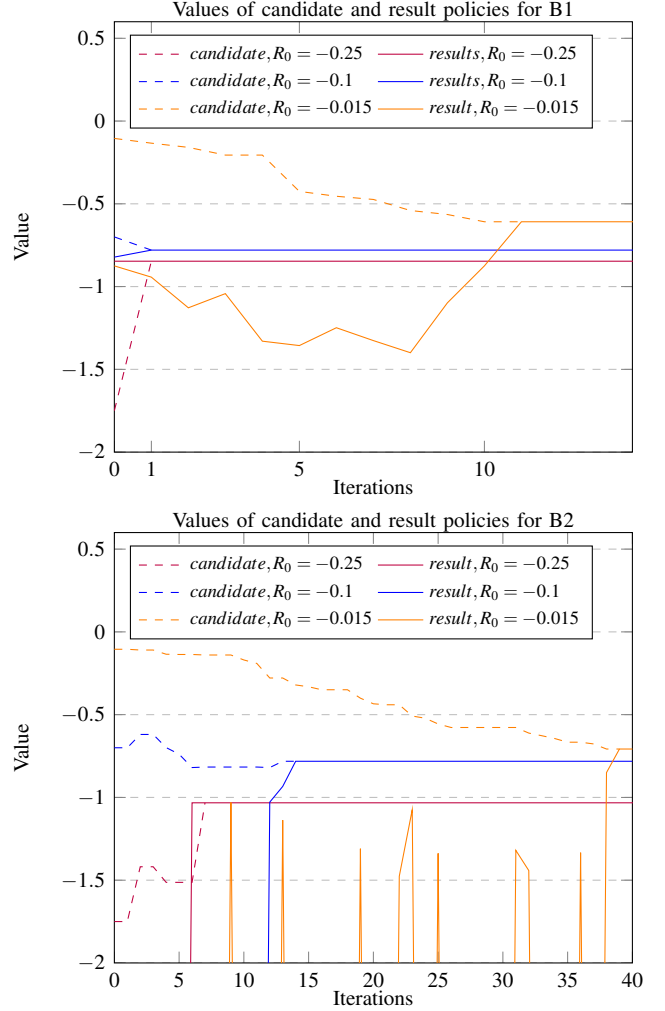 Values of candidate and result policies for B1
0.5
0
−0.5
−1
−1.5
−2
Value
candidate, R0 = −0.25 results, R0 = −0.25
candidate, R0 = −0.1 results, R0 = −0.1
candidate, R0 = −0.015 result, R0 = −0.015
0 1 5 10
Iterations
Values of candidate and result policies for B2
0.5
0
−0.5
−1
−1.5
−2
Value
candidate, R0 = −0.25 result, R0 = −0.25
candidate, R0 = −0.1 result, R0 = −0.1
candidate, R0 = −0.015 result, R0 = −0.015
0 5 10 15 20 25 30 35 40
Iterations